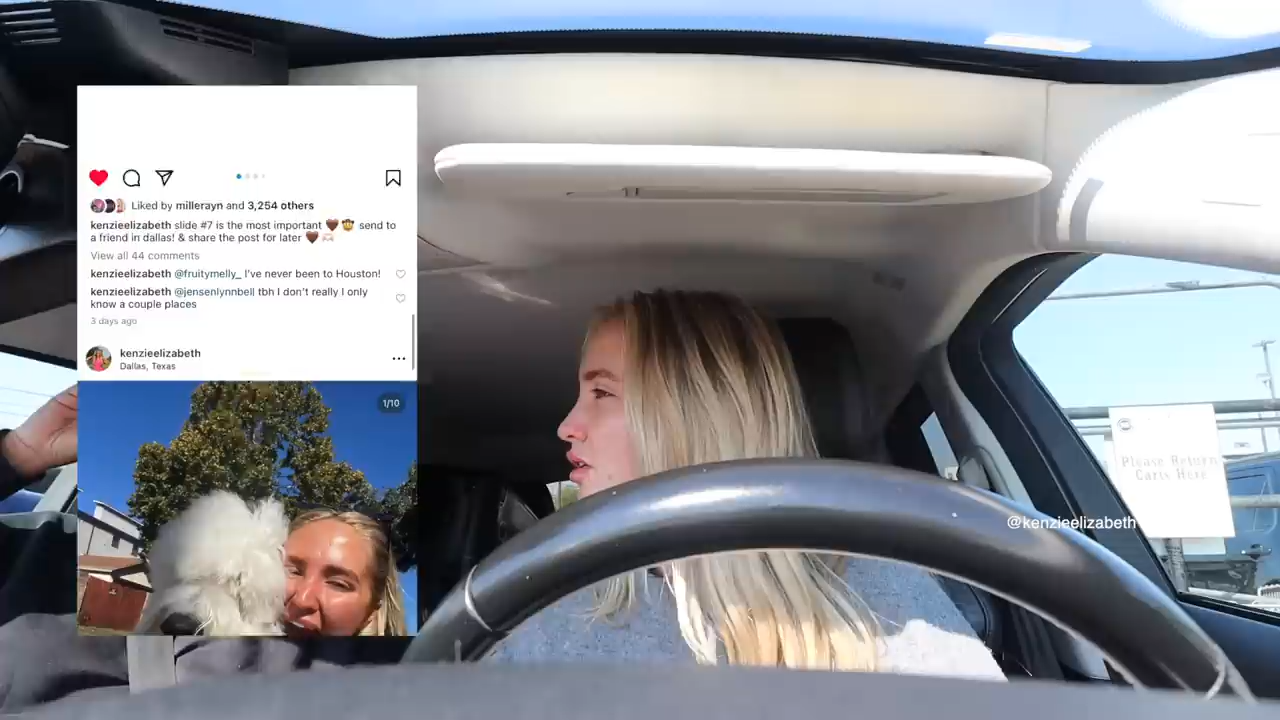 Liked by millerayn and 3,254 others
kenzieelizabeth slide #7 is the most important 🤎🤠 send to
a friend in dallas! & share the post for later 🤎🫶🏻
View all 44 comments
kenzieelizabeth @fruitymelly_ I've never been to Houston!
kenzieelizabeth @jensenlynnbell tbh I don't really I only
know a couple places
3 days ago
kenzieelizabeth
Dallas, Texas
1/10
Please Return
Carts Here
@kenzieelizabeth